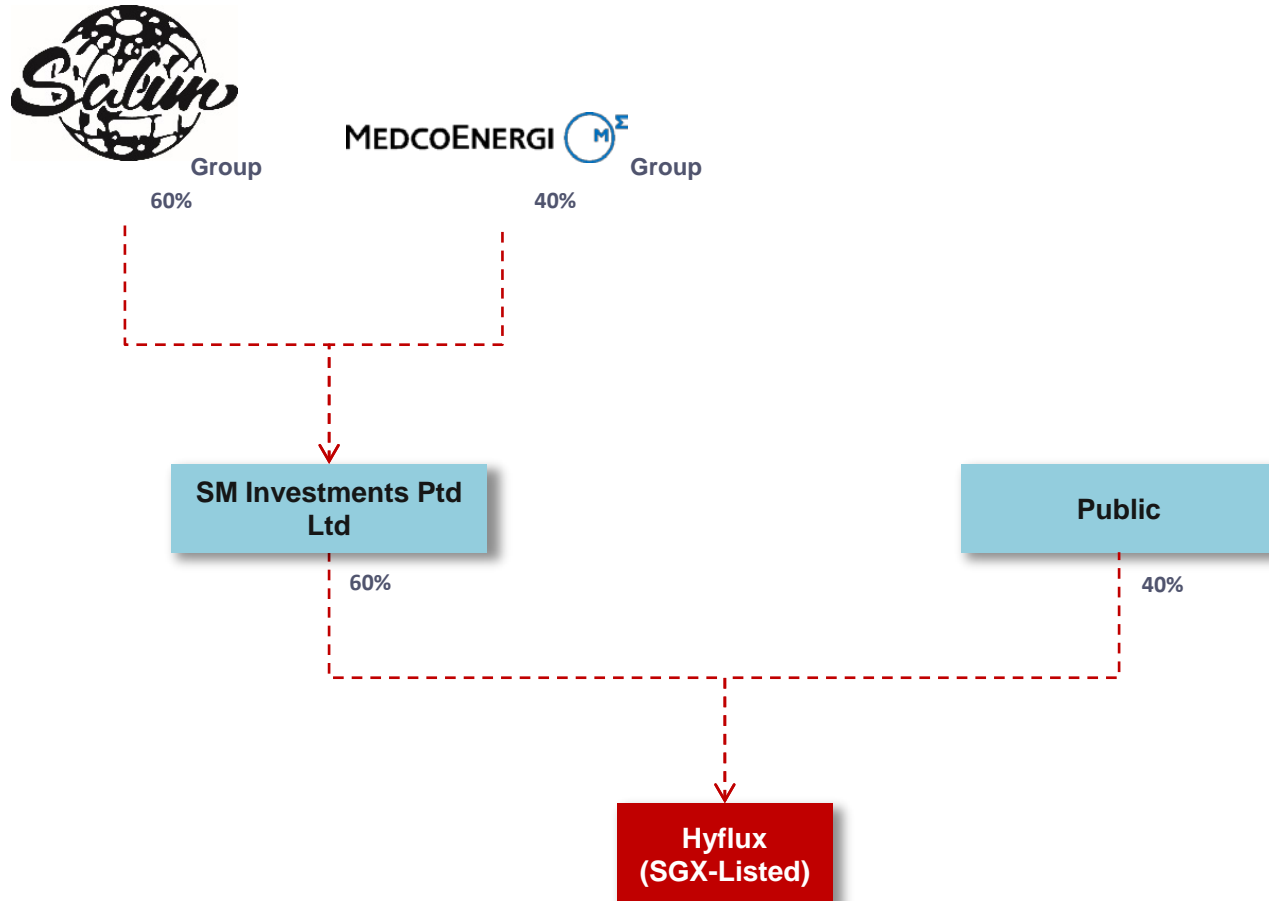 Salim
Group
60%
MEDCOENERGI
M
Σ
Group
40%
SM Investments Ptd
Ltd
60%
Public
40%
Hyflux
(SGX-Listed)